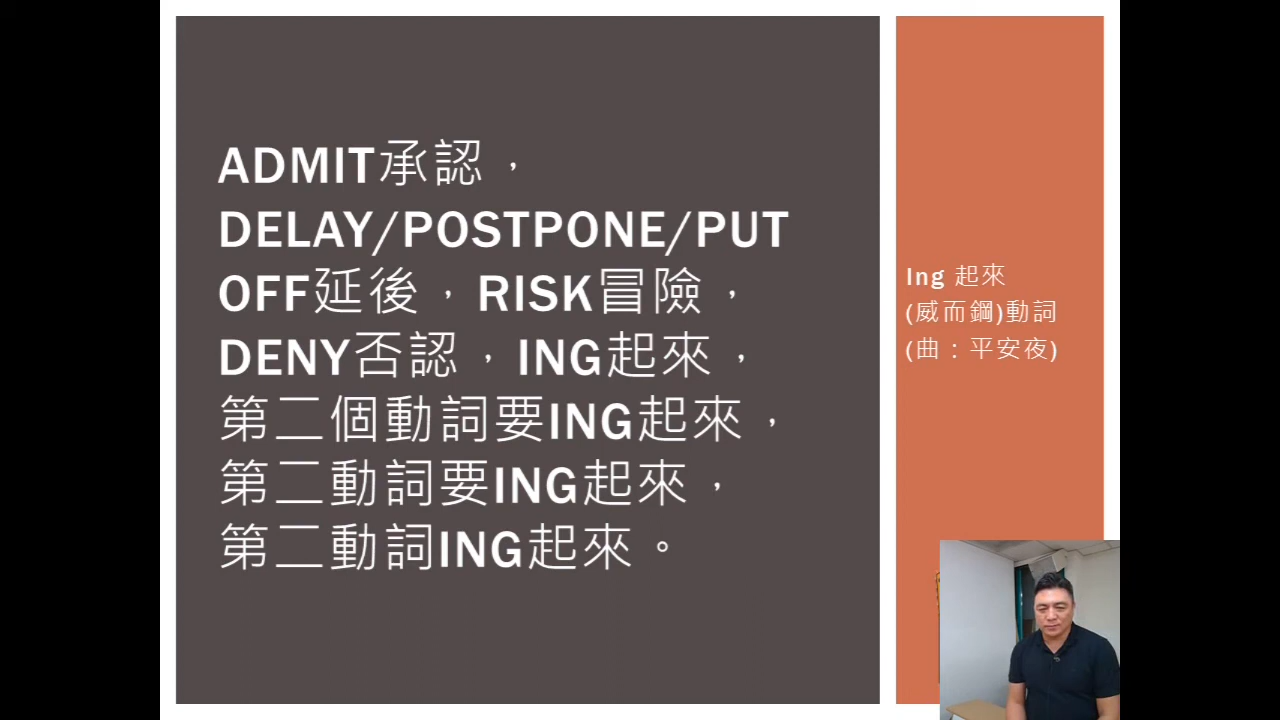 ADMIT承認，
DELAY/POSTPONE/PUT
OFF延後，RISK冒險，
DENY否認，ING起來，
第二個動詞要ING起來，
第二動詞要ING起來，
第二動詞ING起來。
Ing 起來
(威而鋼)動詞
(曲：平安夜)